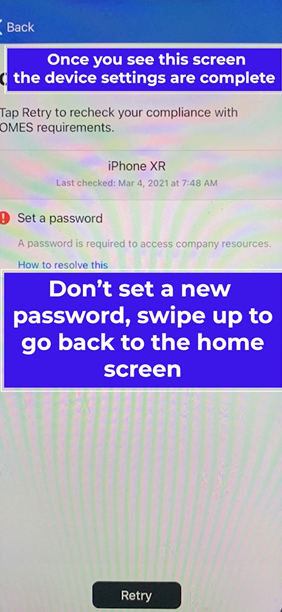 Back
Once you see this screen
the device settings are complete
Tap Retry to recheck your compliance with
OMES requirements.
iPhone XR
Last checked: Mar 4, 2021 at 7:48 AM
Set a password
A password is required to access company resources.
How to resolve this
Don't set a new
password, swipe up to
go back to the home
screen
Retry